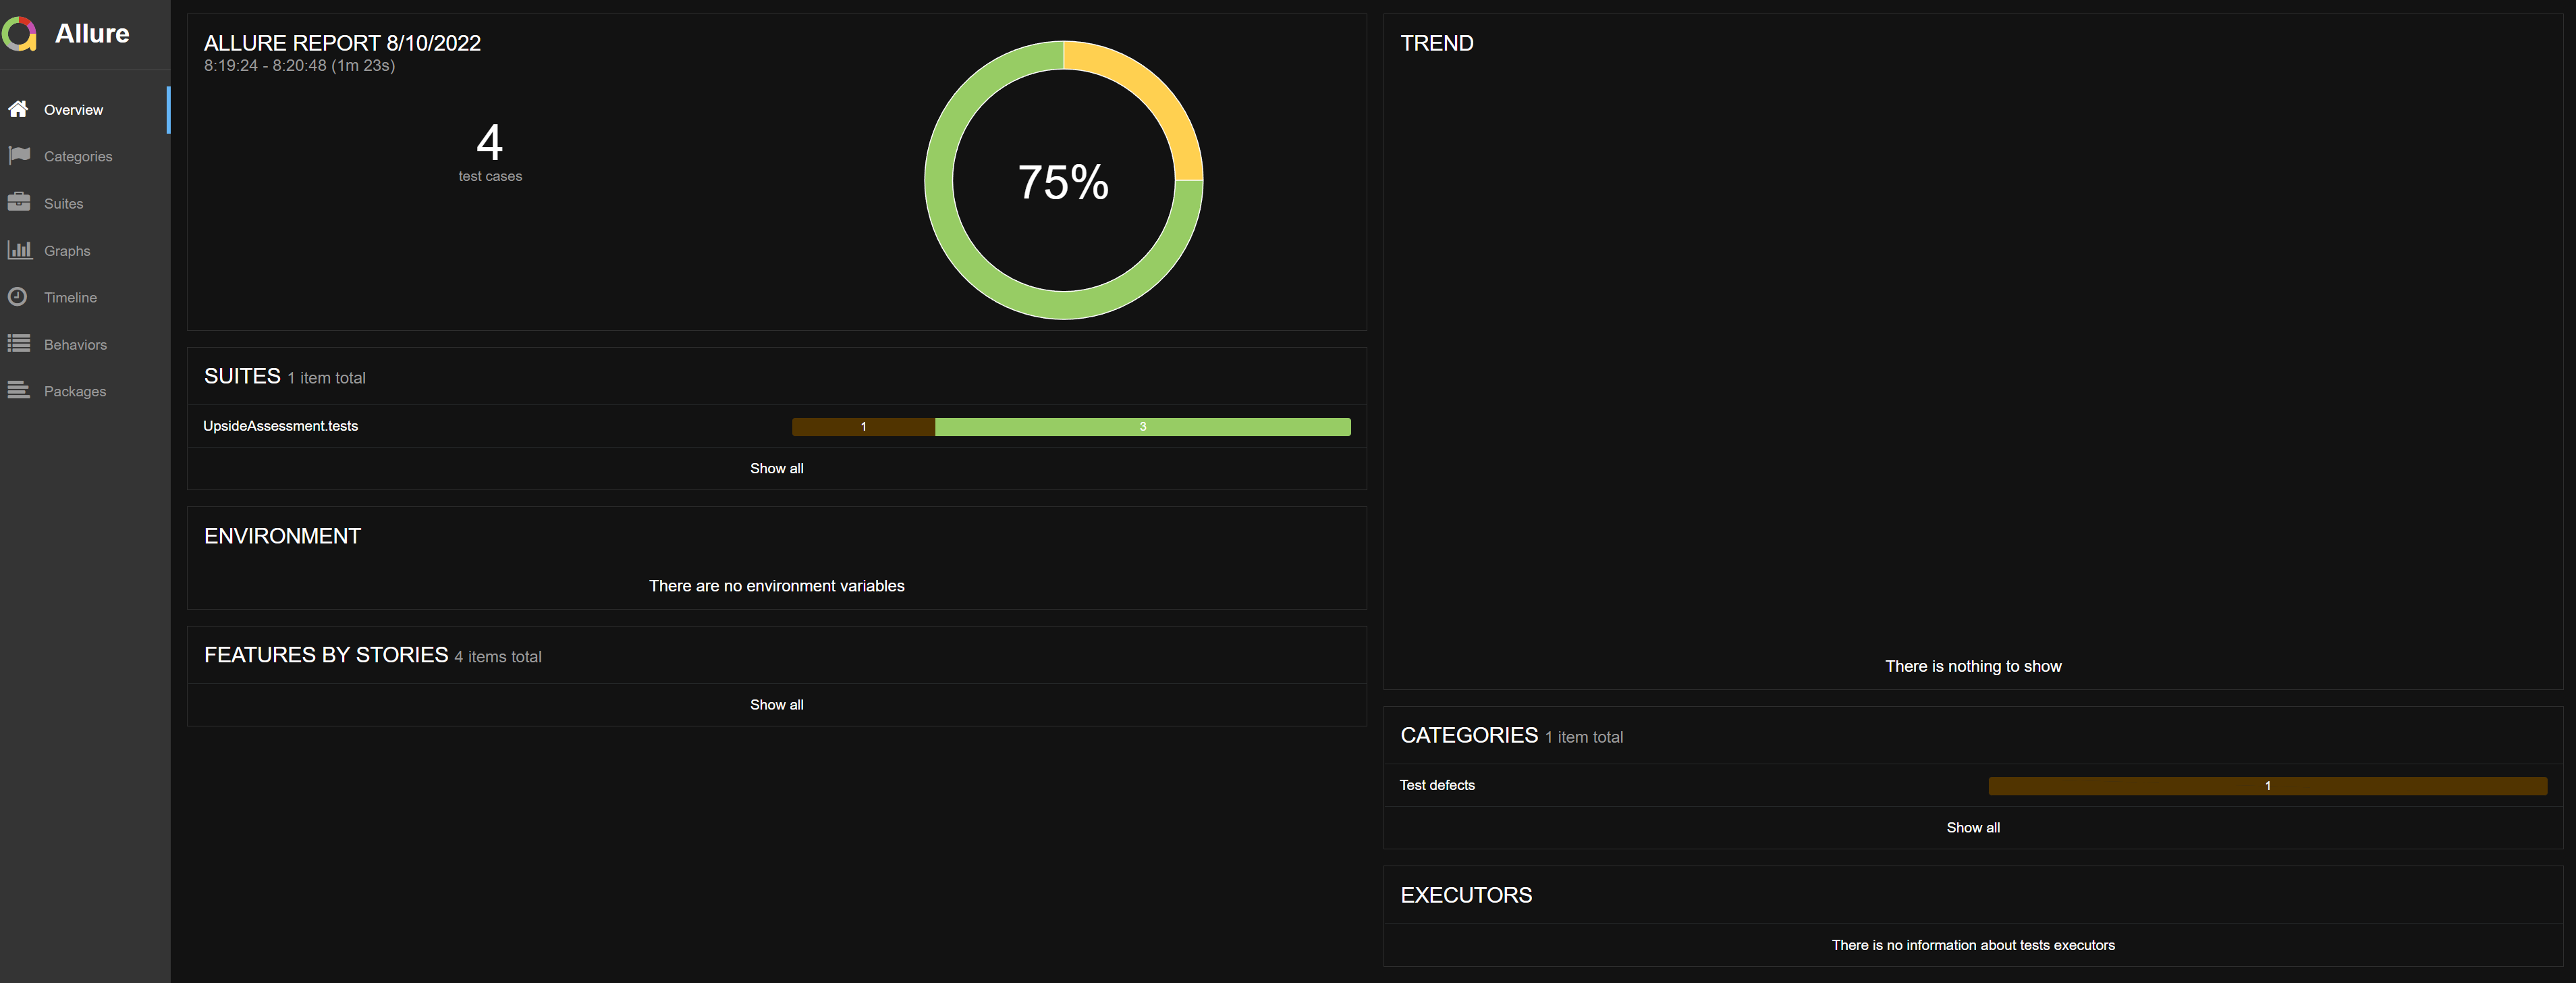 Allure
Overview
Categories
Suites
Graphs
Timeline
Behaviors
Packages
ALLURE REPORT 8/10/2022
8:19:24 - 8:20:48 (1m 23s)
4
test cases
75%
SUITES 1 item total
UpsideAssessment.tests 1 3
Show all
ENVIRONMENT
There are no environment variables
FEATURES BY STORIES 4 items total
Show all
TREND
There is nothing to show
CATEGORIES 1 item total
Test defects 1
Show all
EXECUTORS
There is no information about tests executors